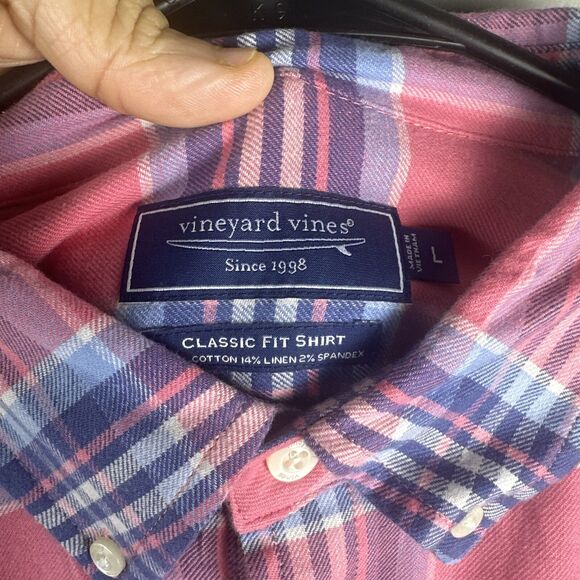 vineyard vines®
Since 1998
MADE IN
VIETNAM
L
CLASSIC FIT SHIRT
COTTON 14% LINEN 2% SPANDEX